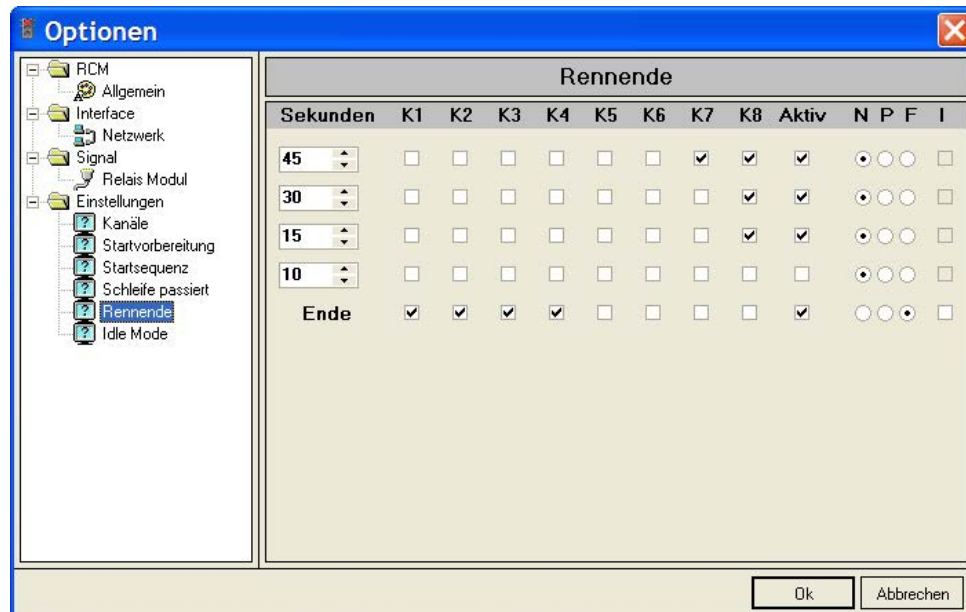 Optionen
RCM
Allgemein
Interface
Netzwerk
Signal
Relais Modul
Einstellungen
Kanäle
Startvorbereitung
Startsequenz
Schleife passiert
Rennende
Idle Mode
Rennende
Sekunden K1 K2 K3 K4 K5 K6 K7 K8 Aktiv N P F I
45
30
15
10
Ende
Ok Abbrechen